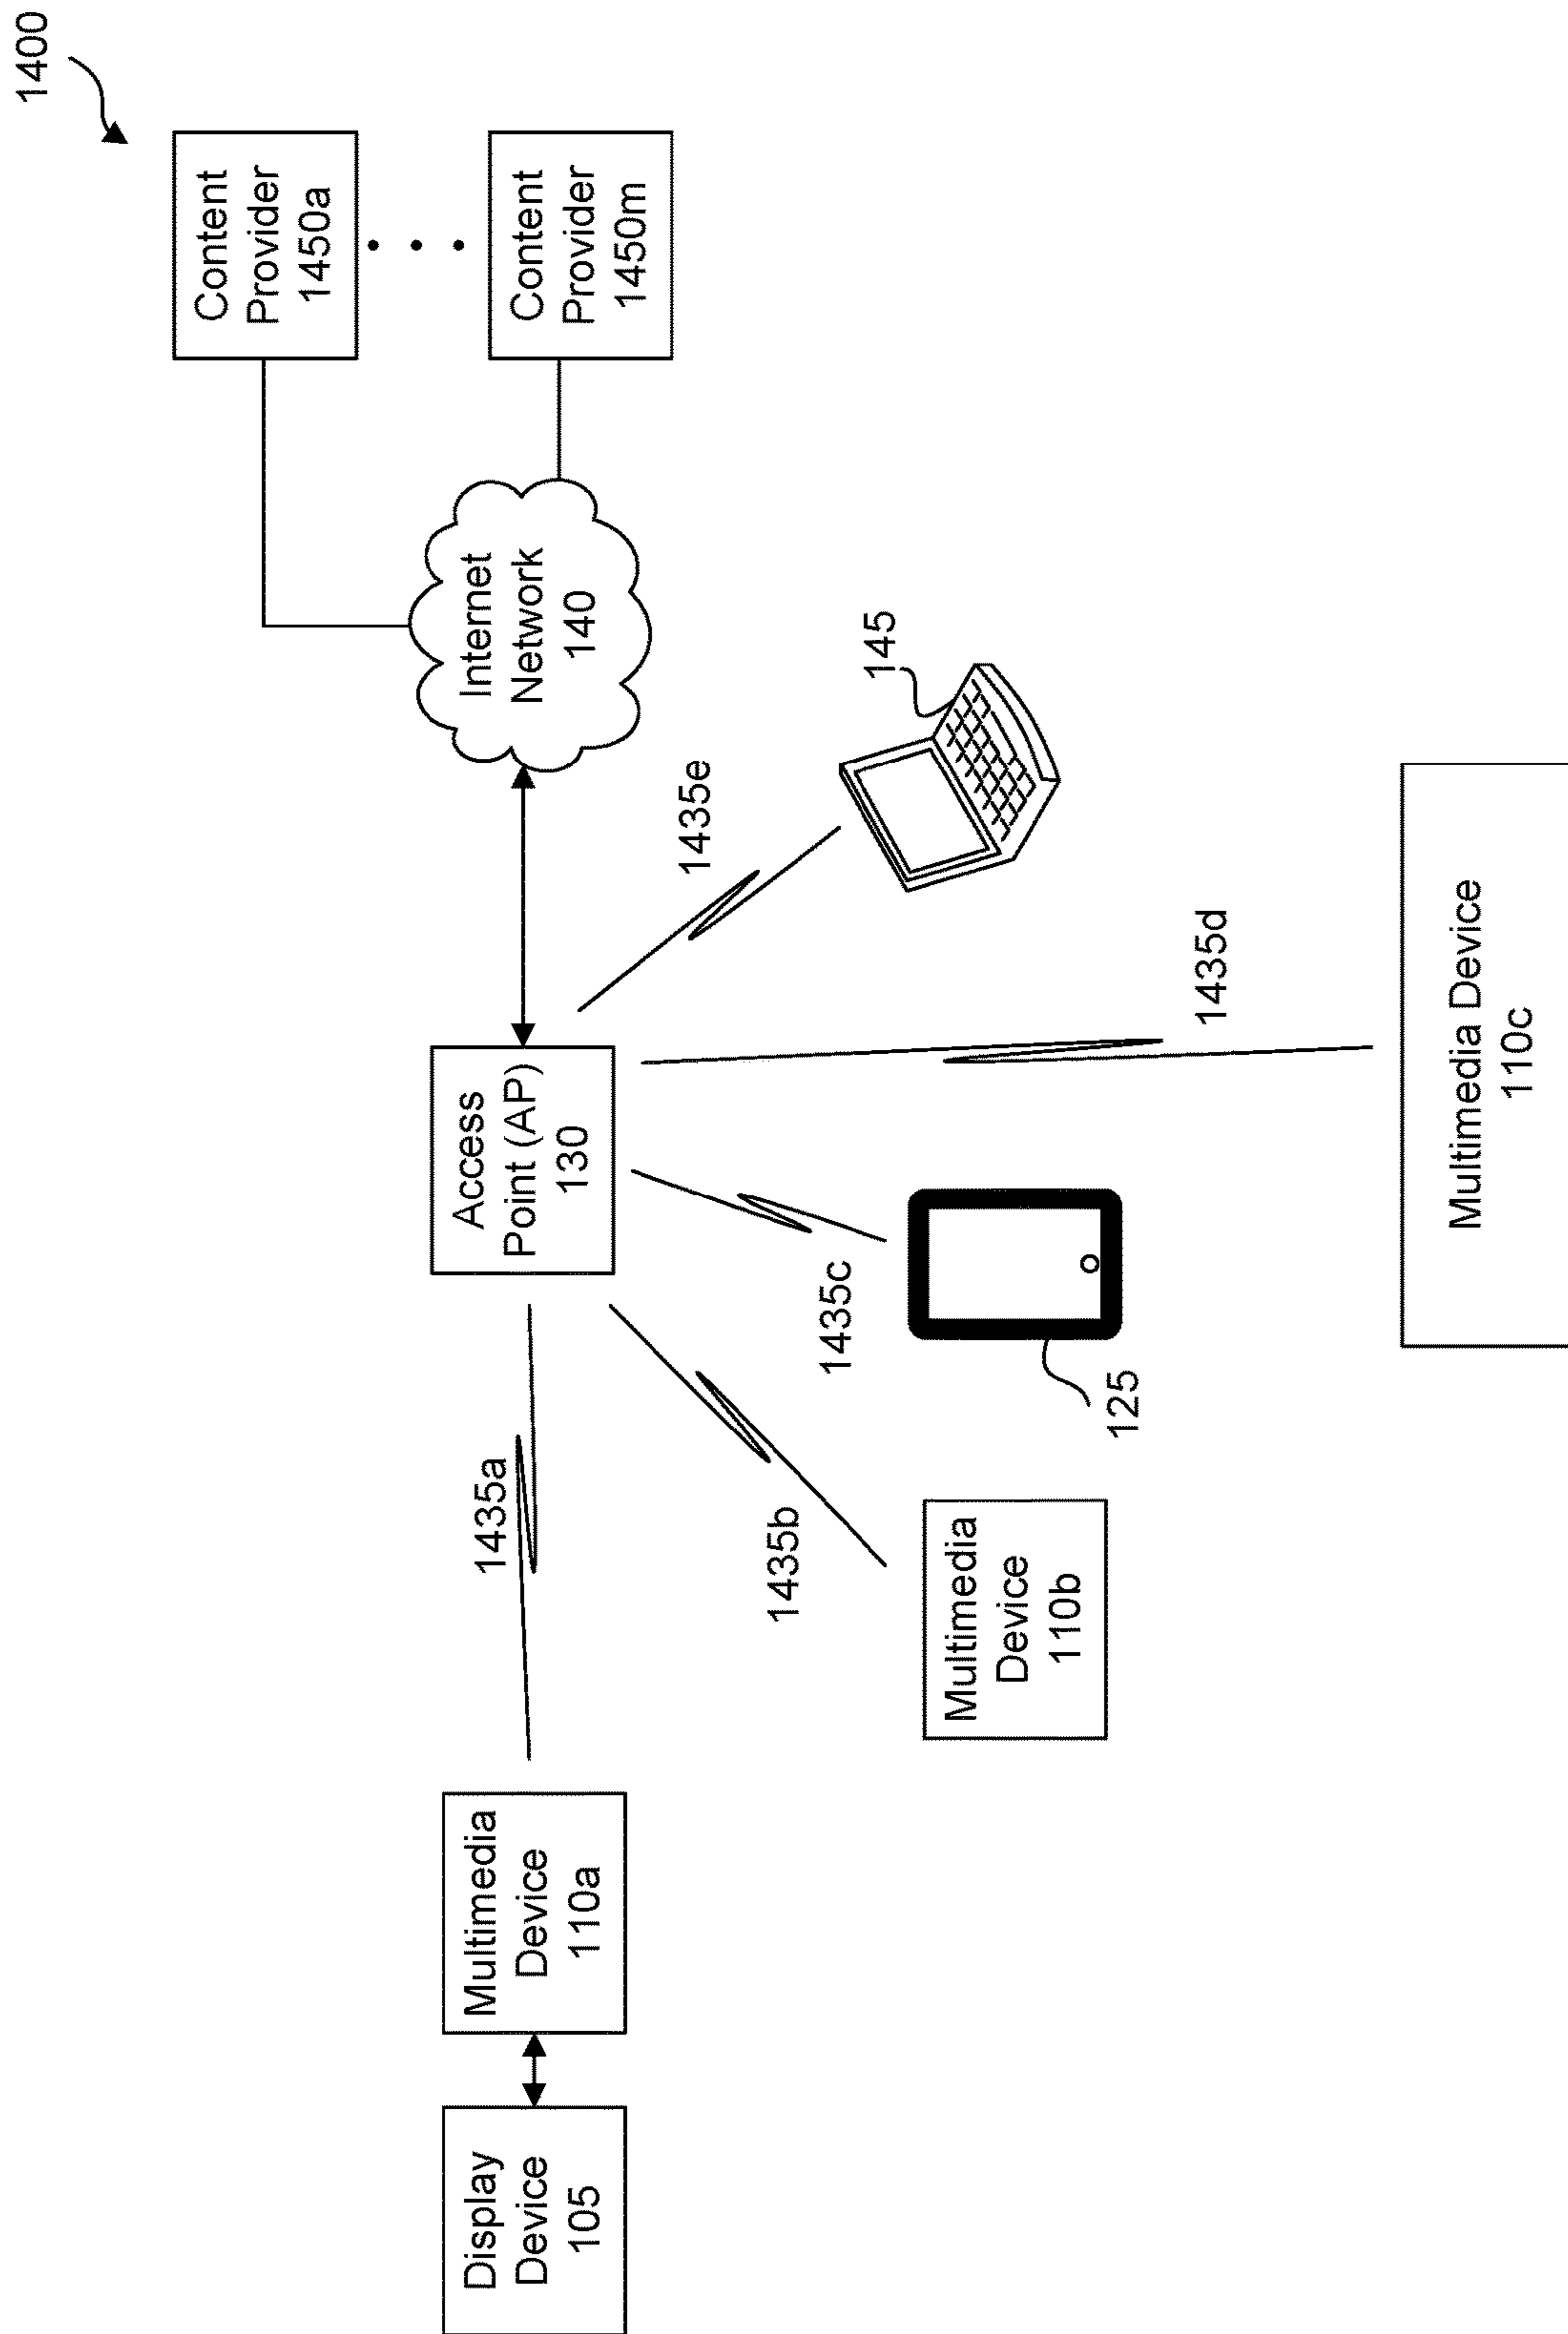 1400
Content
Provider
1450a
Content
Provider
1450m
Internet
Network
140
Access
Point (AP)
130
1435a
1435b
1435c
1435d
1435e
145
125
Display
Device
105
Multimedia
Device
110a
Multimedia
Device
110b
Multimedia Device
110c